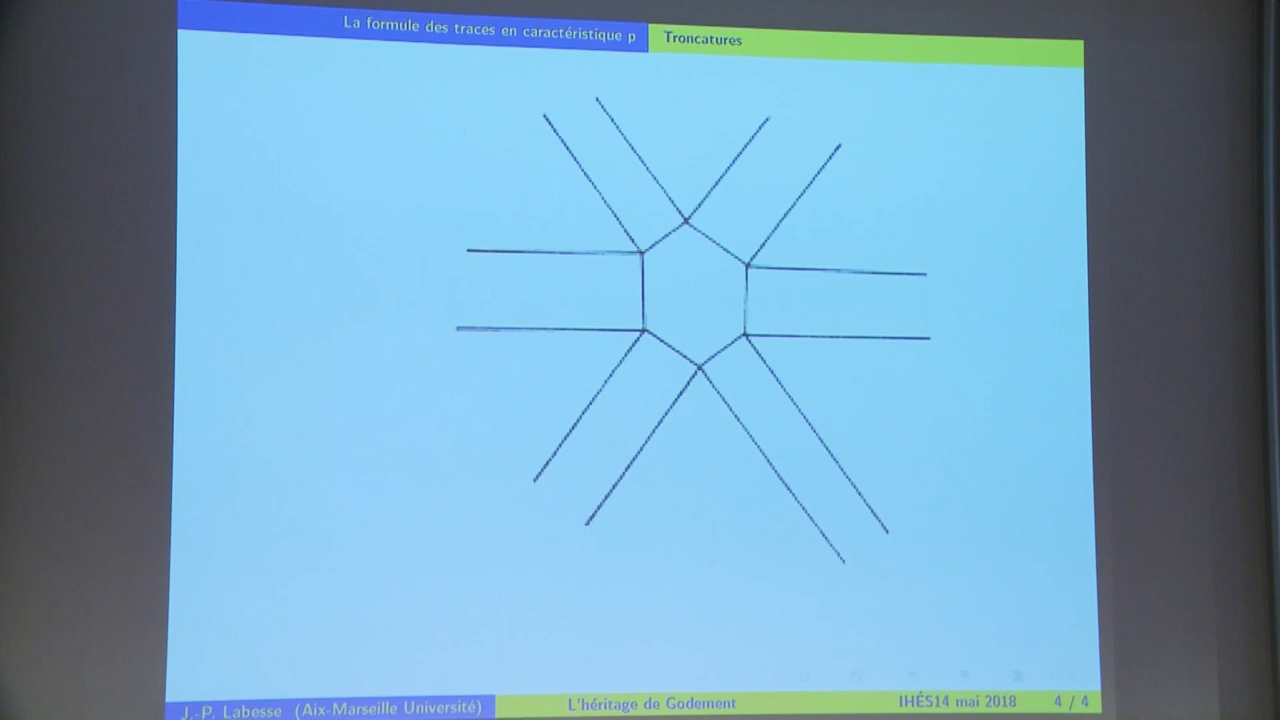 La formule des traces en caractéristique p Troncatures
J.-P. Labesse (Aix-Marseille Université) L'héritage de Godement IHÉS14 mai 2018 4 / 4